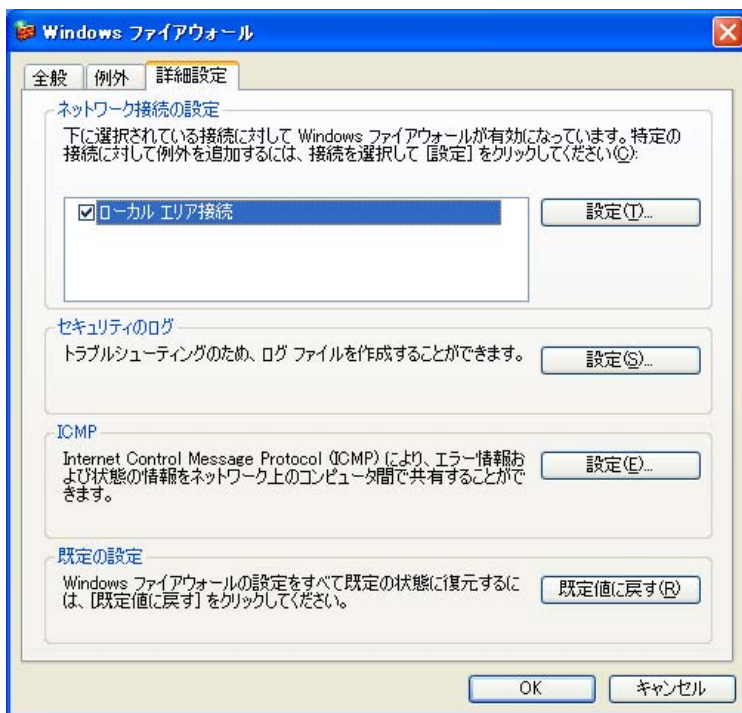 Windows ファイアウォール
全般 例外 詳細設定
ネットワーク接続の設定
下に選択されている接続に対して Windows ファイアウォールが有効になっています。特定の
接続に対して例外を追加するには、接続を選択して [設定] をクリックしてください(C):
ローカル エリア接続
設定(T)...
セキュリティのログ
トラブルシューティングのため、ログ ファイルを作成することができます。
設定(S)...
ICMP
Internet Control Message Protocol (ICMP) により、エラー情報お
よび状態の情報をネットワーク上のコンピュータ間で共有することがで
きます。
設定(E)...
既定の設定
Windows ファイアウォールの設定をすべて既定の状態に復元するに
は、[既定値に戻す] をクリックしてください。
既定値に戻す(R)
OK キャンセル